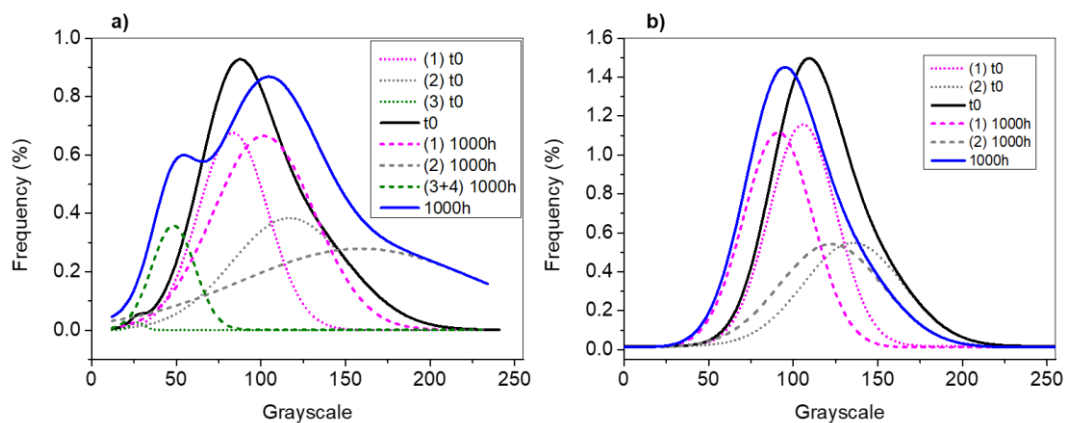 a)
1.0
0.8
0.6
0.4
0.2
0.0
Frequency (%)
0 50 100 150 200 250
Grayscale
(1) t0
(2) t0
(3) t0
t0
(1) 1000h
(2) 1000h
(3+4) 1000h
1000h
b)
1.6
1.4
1.2
1.0
0.8
0.6
0.4
0.2
0.0
Frequency (%)
0 50 100 150 200 250
Grayscale
(1) t0
(2) t0
t0
(1) 1000h
(2) 1000h
1000h